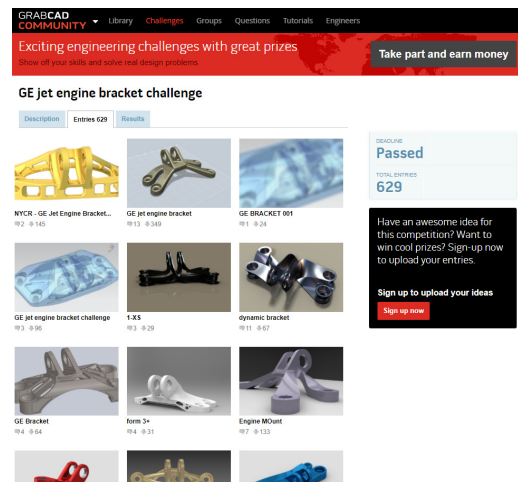 GRABCAD
COMMUNITY
Library Challenges Groups Questions Tutorials Engineers
Exciting engineering challenges with great prizes
Show off your skills and solve real design problems
Take part and earn money
GE jet engine bracket challenge
Description Entries 629 Results
NYCR - GE Jet Engine Bracket...
2 145
GE jet engine bracket
13 349
GE BRACKET 001
1 24
GE jet engine bracket challenge
3 96
1-XS
3 29
dynamic bracket
11 67
GE Bracket
4 64
form 3+
4 31
Engine MOunt
7 133
DEADLINE
Passed
TOTAL ENTRIES
629
Have an awesome idea for
this competition? Want to
win cool prizes? Sign-up now
to upload your entries.
Sign up to upload your ideas
Sign up now